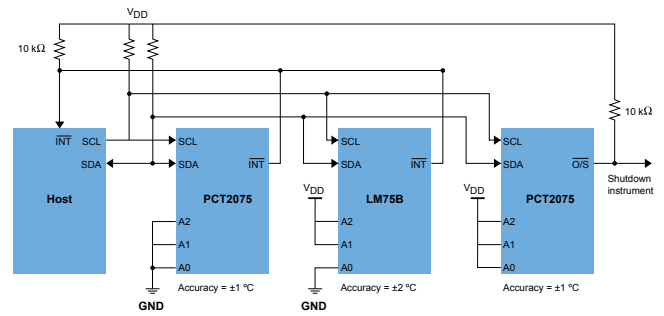 VDD
10 kΩ
10 kΩ
INT
SCL
SDA
Host
SCL
SDA
INT
PCT2075
A2
A1
A0
GND
Accuracy = ±1 ºC
SCL
SDA
INT
LM75B
VDD
A2
A1
A0
GND
Accuracy = ±2 ºC
SCL
SDA
O/S
PCT2075
VDD
A2
A1
A0
Accuracy = ±1 ºC
Shutdown
instrument